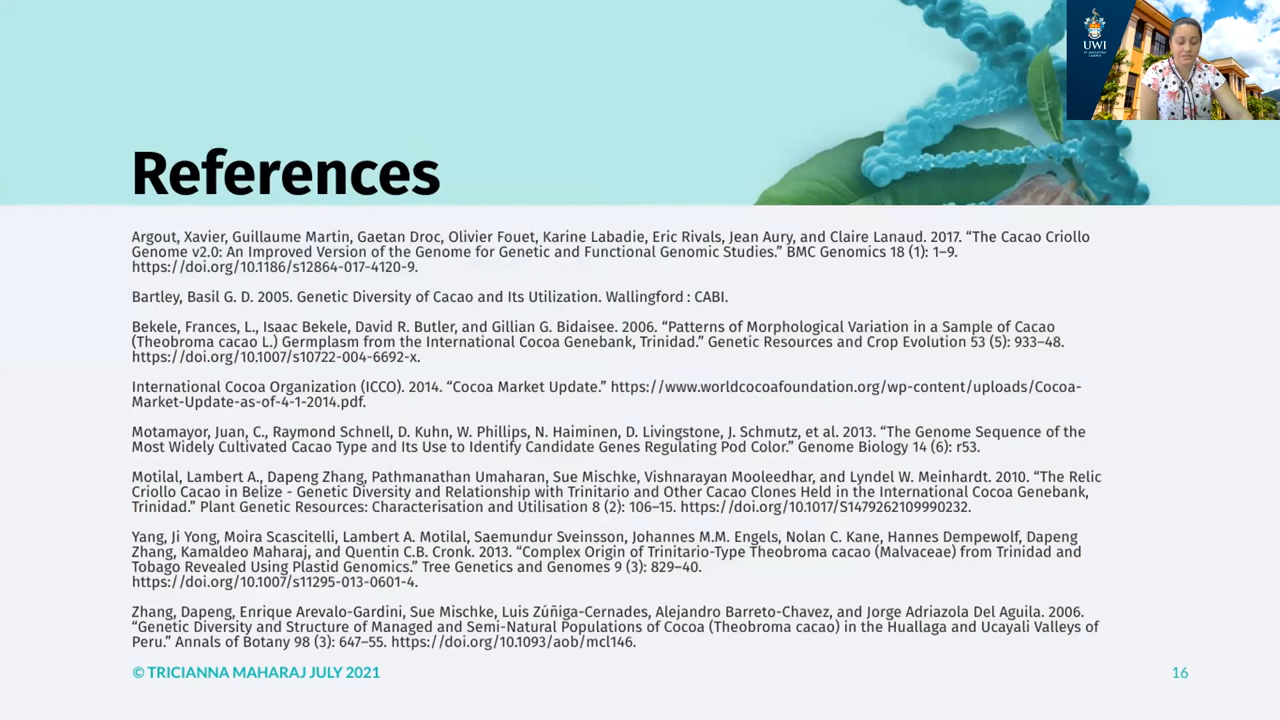 UWI
References
Argout, Xavier, Guillaume Martin, Gaetan Droc, Olivier Fouet, Karine Labadie, Eric Rivals, Jean Aury, and Claire Lanaud. 2017. “The Cacao Criollo
Genome v2.0: An Improved Version of the Genome for Genetic and Functional Genomic Studies.” BMC Genomics 18 (1): 1–9.
https://doi.org/10.1186/s12864-017-4120-9.
Bartley, Basil G. D. 2005. Genetic Diversity of Cacao and Its Utilization. Wallingford : CABI.
Bekele, Frances, L., Isaac Bekele, David R. Butler, and Gillian G. Bidaisee. 2006. “Patterns of Morphological Variation in a Sample of Cacao
(Theobroma cacao L.) Germplasm from the International Cocoa Genebank, Trinidad.” Genetic Resources and Crop Evolution 53 (5): 933–48.
https://doi.org/10.1007/s10722-004-6692-x.
International Cocoa Organization (ICCO). 2014. “Cocoa Market Update.” https://www.worldcocoafoundation.org/wp-content/uploads/Cocoa-
Market-Update-as-of-4-1-2014.pdf.
Motamayor, Juan, C., Raymond Schnell, D. Kuhn, W. Phillips, N. Haiminen, D. Livingstone, J. Schmutz, et al. 2013. “The Genome Sequence of the
Most Widely Cultivated Cacao Type and Its Use to Identify Candidate Genes Regulating Pod Color.” Genome Biology 14 (6): r53.
Motilal, Lambert A., Dapeng Zhang, Pathmanathan Umaharan, Sue Mischke, Vishnarayan Mooleedhar, and Lyndel W. Meinhardt. 2010. “The Relic
Criollo Cacao in Belize - Genetic Diversity and Relationship with Trinitario and Other Cacao Clones Held in the International Cocoa Genebank,
Trinidad.” Plant Genetic Resources: Characterisation and Utilisation 8 (2): 106–15. https://doi.org/10.1017/S1479262109990232.
Yang, Ji Yong, Moira Scascitelli, Lambert A. Motilal, Saemundur Sveinsson, Johannes M.M. Engels, Nolan C. Kane, Hannes Dempewolf, Dapeng
Zhang, Kamaldeo Maharaj, and Quentin C.B. Cronk. 2013. “Complex Origin of Trinitario-Type Theobroma cacao (Malvaceae) from Trinidad and
Tobago Revealed Using Plastid Genomics.” Tree Genetics and Genomes 9 (3): 829–40.
https://doi.org/10.1007/s11295-013-0601-4.
Zhang, Dapeng, Enrique Arevalo-Gardini, Sue Mischke, Luis Zúñiga-Cernades, Alejandro Barreto-Chavez, and Jorge Adriazola Del Aguila. 2006.
“Genetic Diversity and Structure of Managed and Semi-Natural Populations of Cocoa (Theobroma cacao) in the Huallaga and Ucayali Valleys of
Peru.” Annals of Botany 98 (3): 647–55. https://doi.org/10.1093/aob/mcl146.
© TRICIANNA MAHARAJ JULY 2021
16